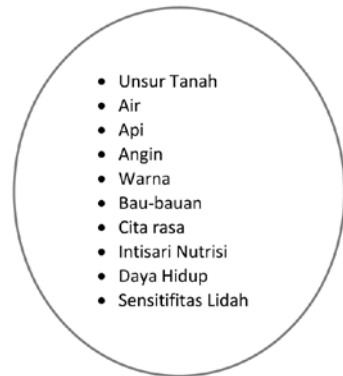 • Unsur Tanah
• Air
• Api
• Angin
• Warna
• Bau-bauan
• Cita rasa
• Intisari Nutrisi
• Daya Hidup
• Sensitifitas Lidah